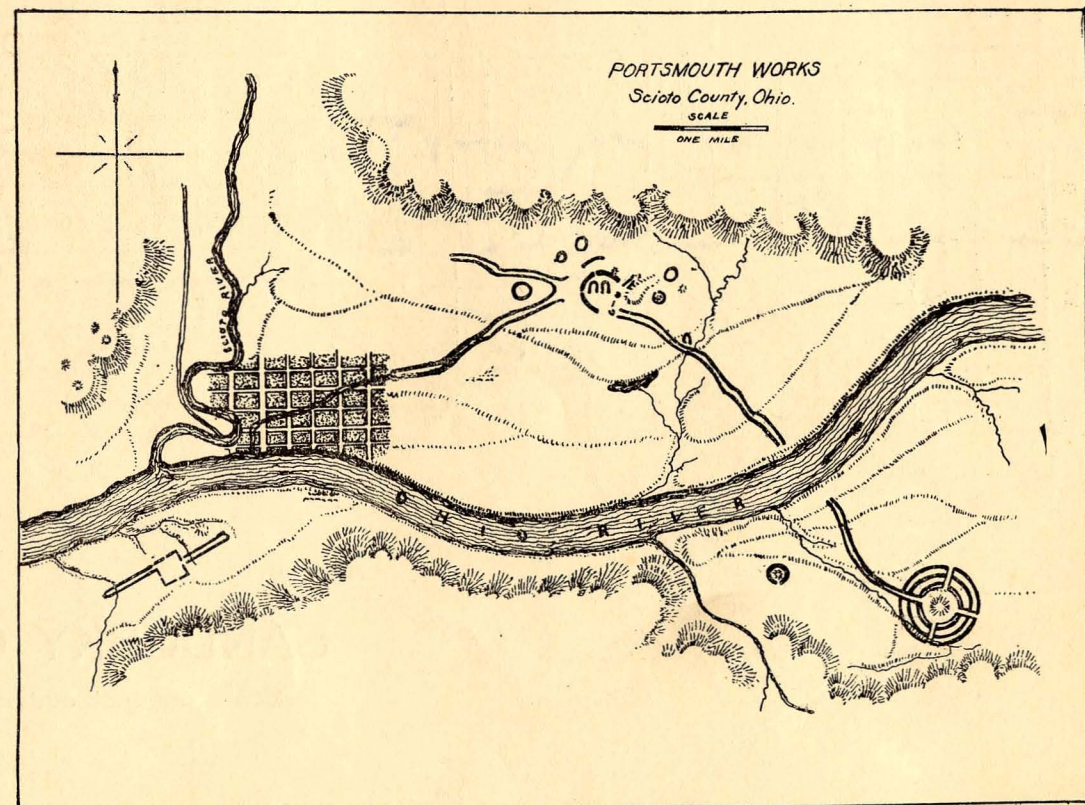 PORTSMOUTH WORKS
Scioto County, Ohio.
SCALE
ONE MILE
SCIOTO RIVER
OHIO RIVER